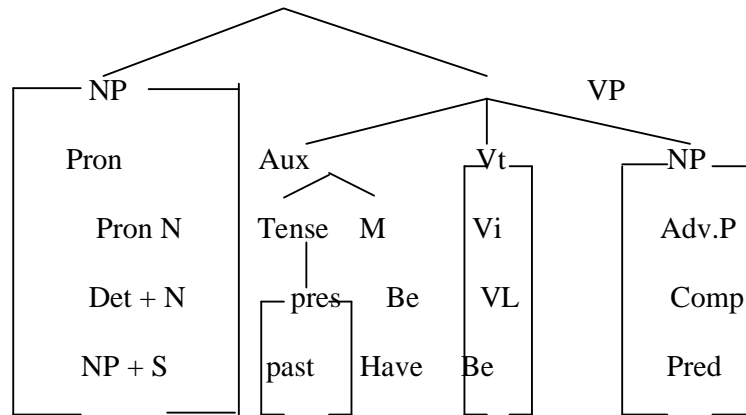 NP VP
Pron Aux Vt NP
Pron N Tense M Vi Adv.P
Det + N pres Be VL Comp
NP + S past Have Be Pred